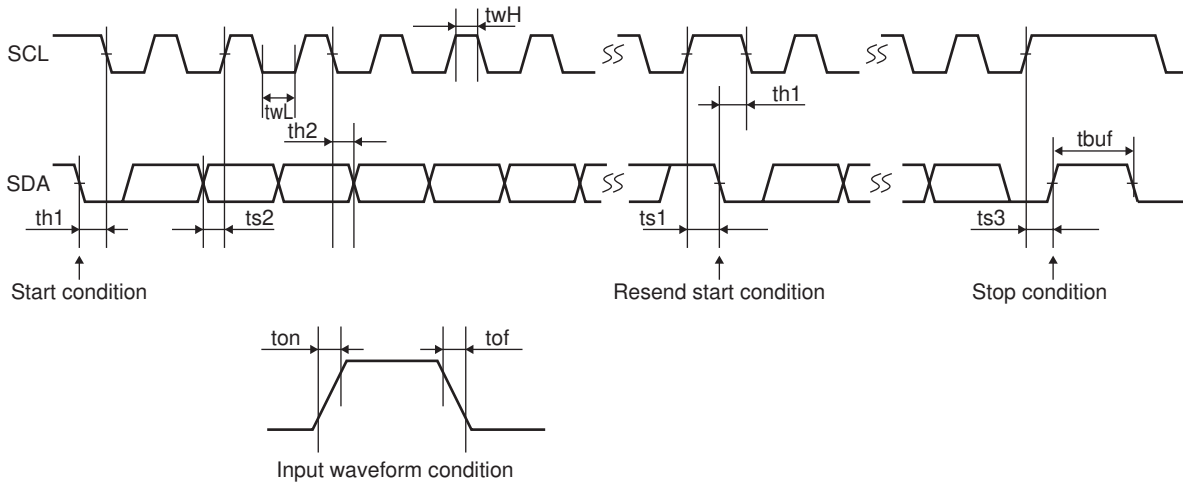 twH
SCL
twL
th1
th2
tbuf
SDA
th1
ts2
ts1
ts3
Start condition
Resend start condition
Stop condition
ton
tof
Input waveform condition